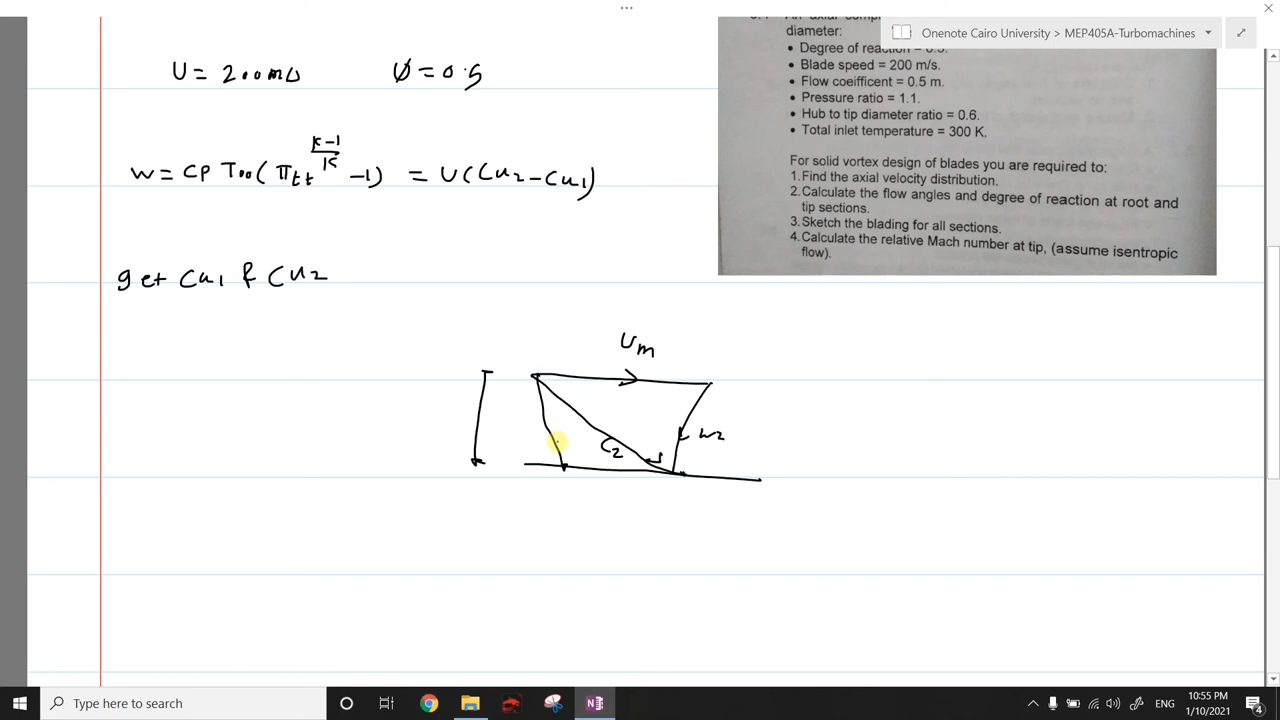 U = 200 m/s ϕ = 0.5
W = CP T₀₀ ( π_tt^((K-1)/K) - 1 ) = U(Cu2 - Cu1)
get Cu1 & Cu2
Um
C2
W2
diameter:
• Degree of reaction = 0.5.
• Blade speed = 200 m/s.
• Flow coeifficent = 0.5 m.
• Pressure ratio = 1.1.
• Hub to tip diameter ratio = 0.6.
• Total inlet temperature = 300 K.
For solid vortex design of blades you are required to:
1. Find the axial velocity distribution.
2. Calculate the flow angles and degree of reaction at root and
tip sections.
3. Sketch the blading for all sections.
4. Calculate the relative Mach number at tip, (assume isentropic
flow).
Onenote Cairo University > MEP405A-Turbomachines
Type here to search
10:55 PM
1/10/2021
4